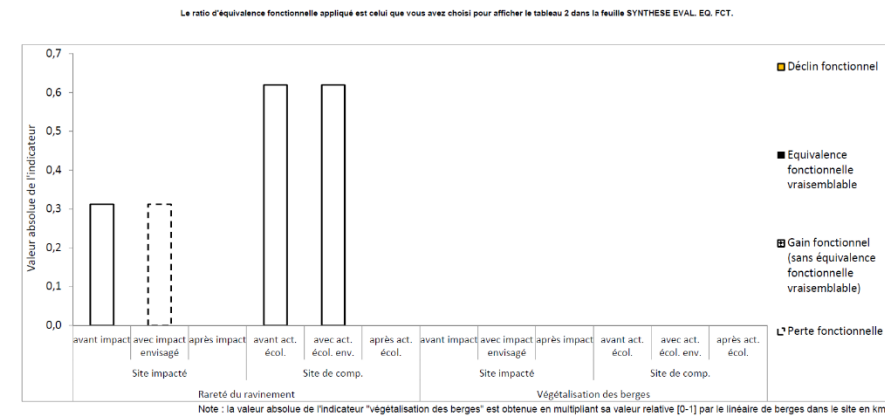 Le ratio d'équivalence fonctionnelle appliqué est celui que vous avez choisi pour afficher le tableau 2 dans la feuille SYNTHESE EVAL. EQ. FCT.
Valeur absolue de l'indicateur
0,7
0,6
0,5
0,4
0,3
0,2
0,1
0,0
avant impact
avec impact
envisagé
après impact
avant act.
écol.
avec act.
écol. env.
après act.
écol.
avant impact
avec impact
envisagé
après impact
avant act.
écol.
avec act.
écol. env.
après act.
écol.
Site impacté
Site de comp.
Site impacté
Site de comp.
Rareté du ravinement
Végétalisation des berges
Déclin fonctionnel
Equivalence
fonctionnelle
vraisemblable
Gain fonctionnel
(sans équivalence
fonctionnelle
vraisemblable)
Perte fonctionnelle
Note : la valeur absolue de l'indicateur "végétalisation des berges" est obtenue en multipliant sa valeur relative [0-1] par le linéaire de berges dans le site en km